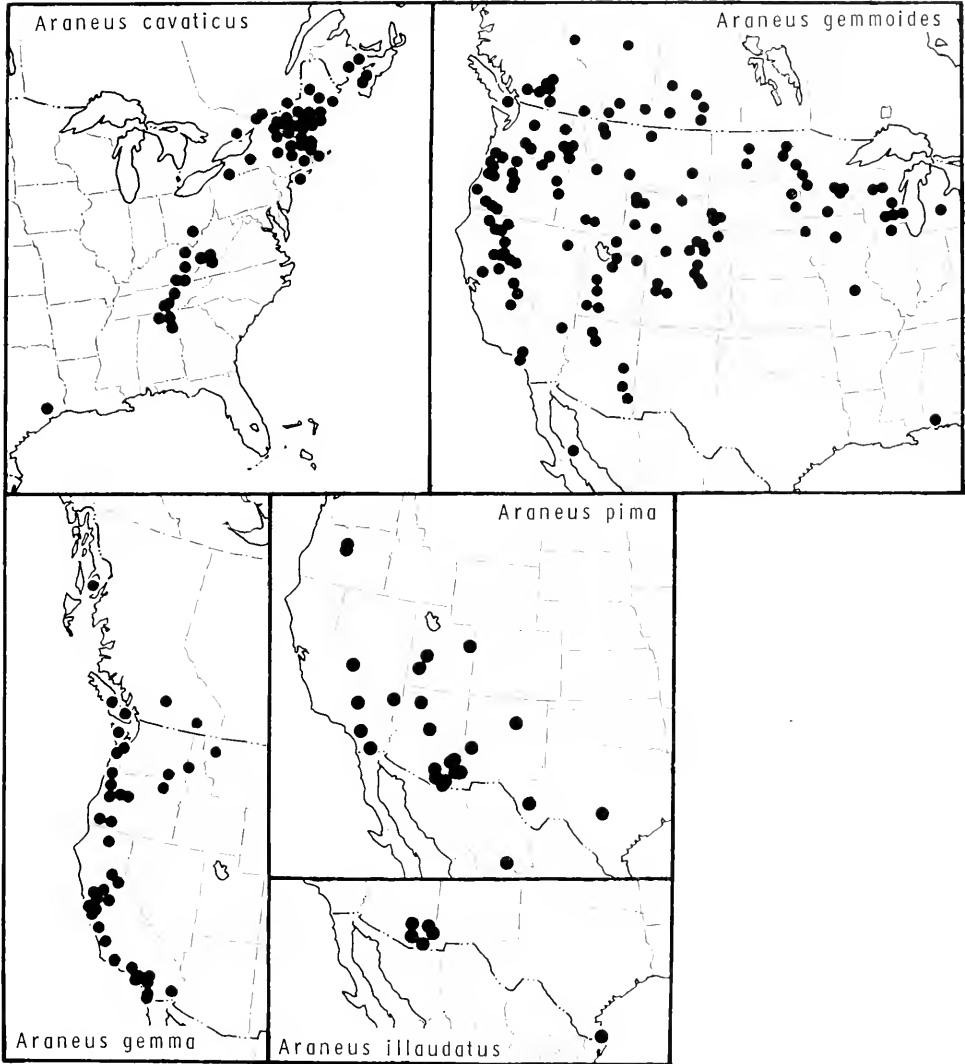 Araneus cavaticus
Araneus gemmoides
Araneus pima
Araneus gemma
Araneus illaudatus